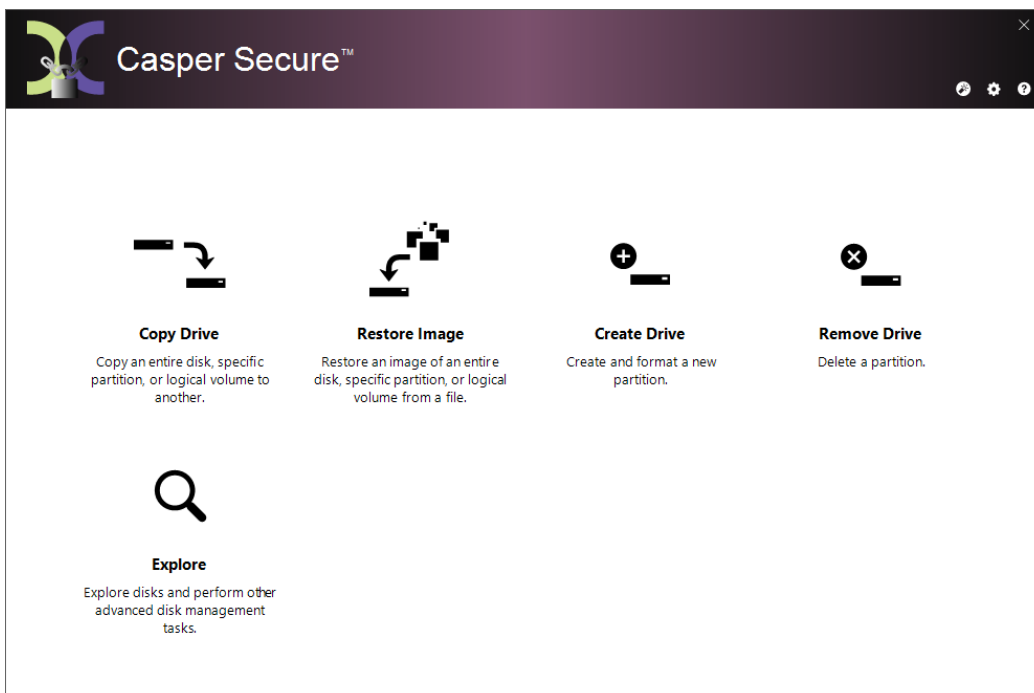 Casper Secure™
Copy Drive
Copy an entire disk, specific
partition, or logical volume to
another.
Restore Image
Restore an image of an entire
disk, specific partition, or logical
volume from a file.
Create Drive
Create and format a new
partition.
Remove Drive
Delete a partition.
Explore
Explore disks and perform other
advanced disk management
tasks.